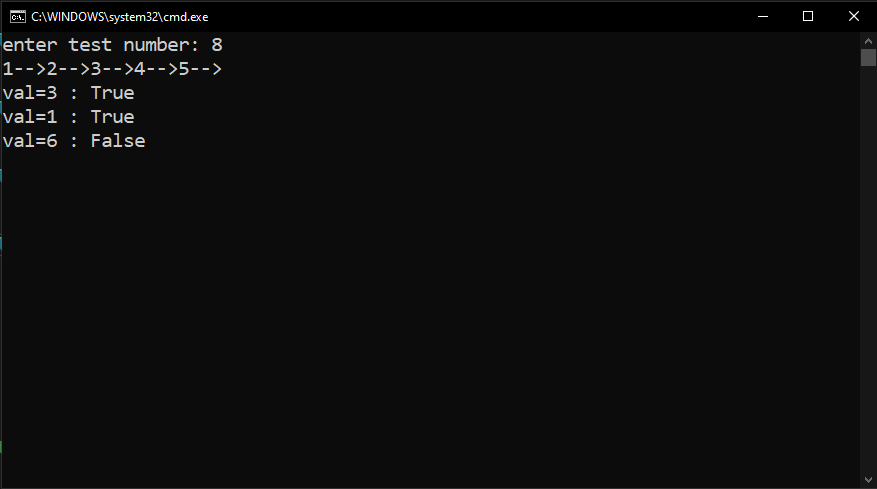 C:\WINDOWS\system32\cmd.exe
enter test number: 8
1-->2-->3-->4-->5-->
val=3 : True
val=1 : True
val=6 : False